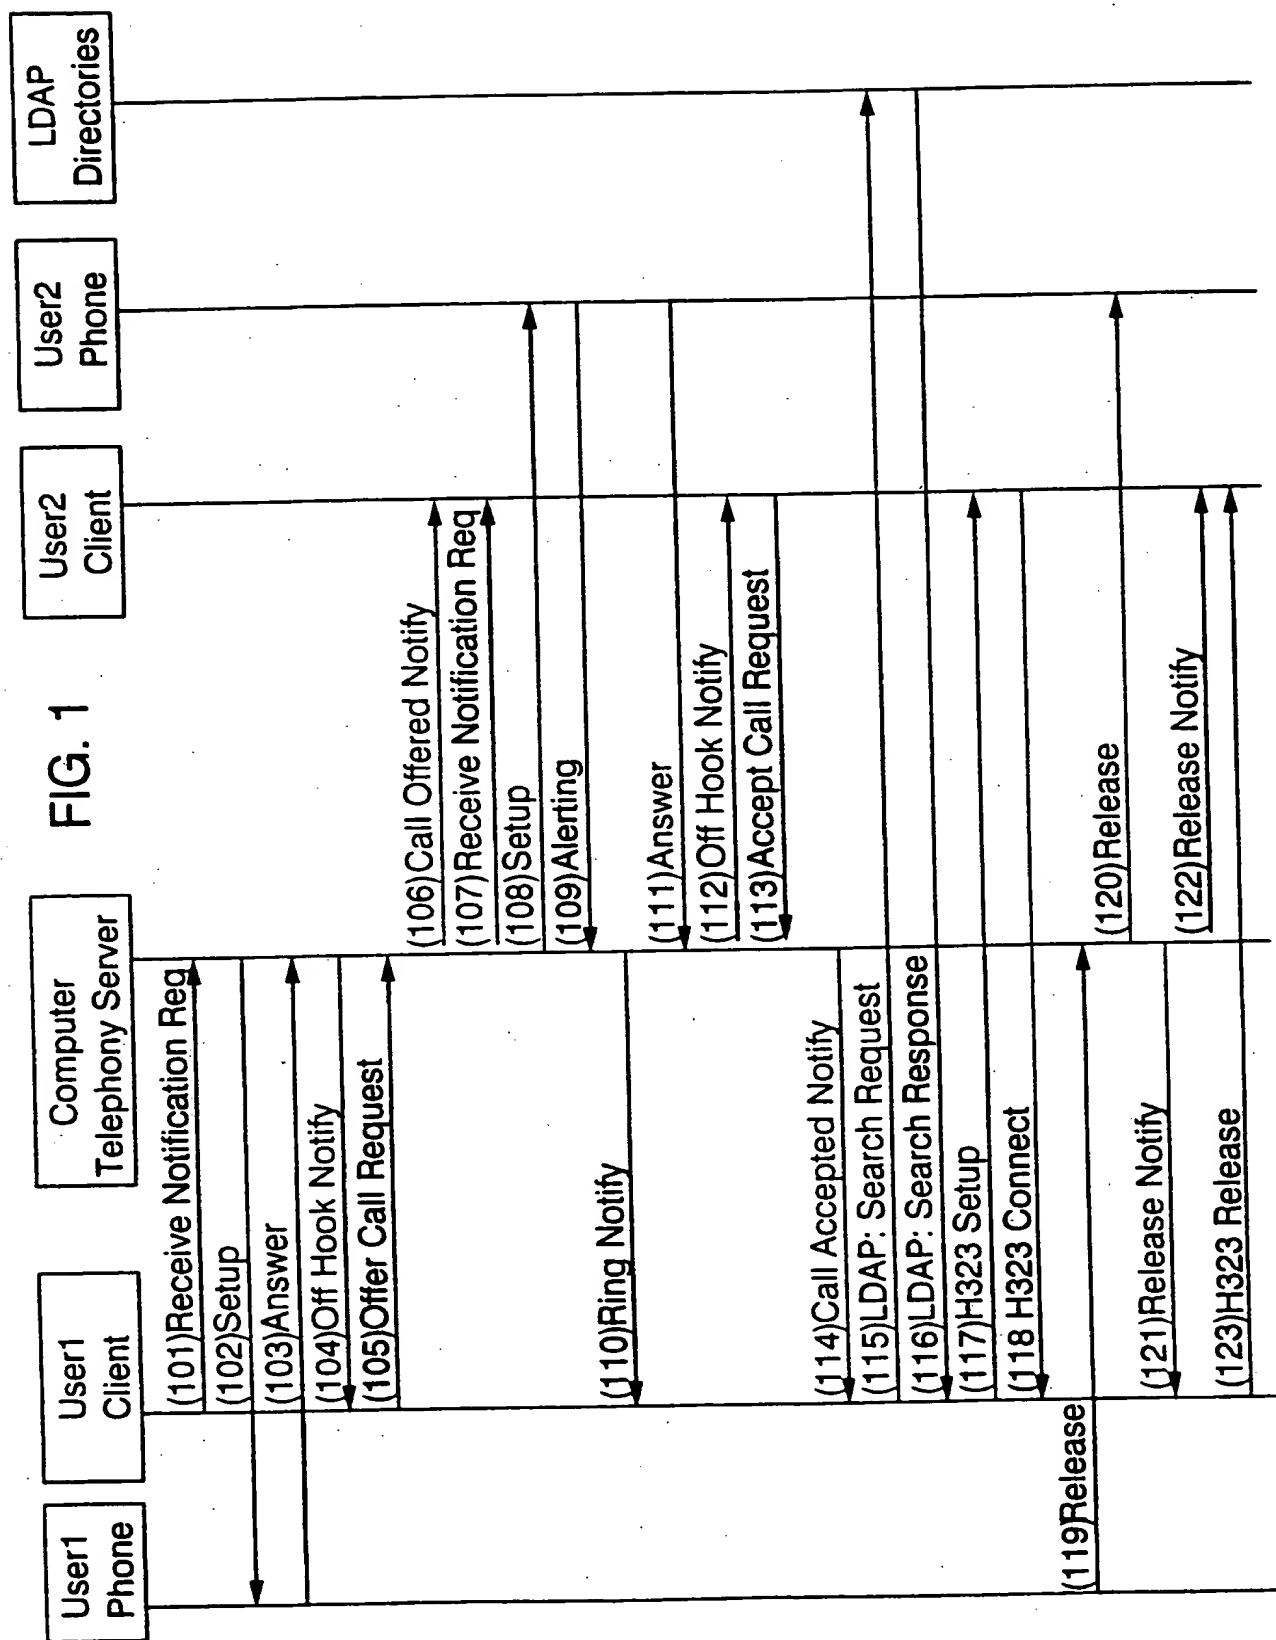 FIG. 1
User1
Phone
User1
Client
Computer
Telephony Server
User2
Client
User2
Phone
LDAP
Directories
(101)Receive Notification Req
(102)Setup
(103)Answer
(104)Off Hook Notify
(105)Offer Call Request
(106)Call Offered Notify
(107)Receive Notification Req
(108)Setup
(109)Alerting
(110)Ring Notify
(111)Answer
(112)Off Hook Notify
(113)Accept Call Request
(114)Call Accepted Notify
(115)LDAP: Search Request
(116)LDAP: Search Response
(117)H323 Setup
(118 H323 Connect
(119)Release
(120)Release
(121)Release Notify
(122)Release Notify
(123)H323 Release